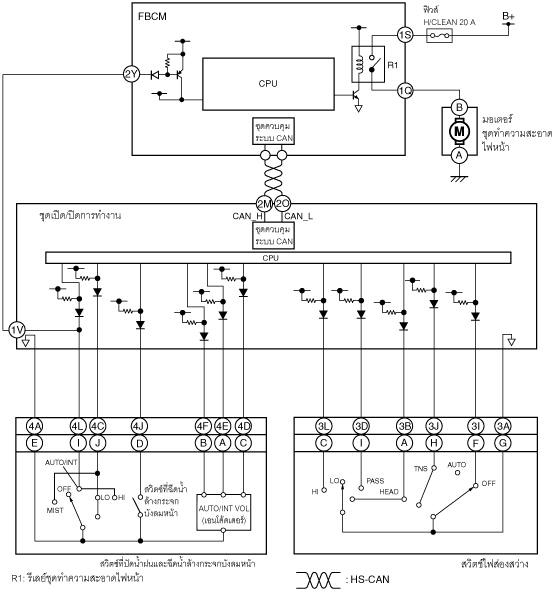 FBCM
ฟิวส์
H/CLEAN 20 A
B+
1S
R1
2Y
CPU
1Q
B
M
A
มอเตอร์
ชุดทำความสะอาด
ไฟหน้า
ชุดควบคุม
ระบบ CAN
2M
2O
CAN_H
CAN_L
ชุดเปิด/ปิดการทำงาน
ชุดควบคุม
ระบบ CAN
CPU
1V
4A 4L 4C 4J 4F 4E 4D 3L 3D 3B 3J 3I 3A
E I J D B A C C I A H F G
AUTO/INT
OFF
MIST
LO
HI
สวิตช์ที่ฉีดน้ำ
ล้างกระจก
บังลมหน้า
AUTO/INT VOL
(เอนโค้ดเดอร์)
HI
LO
PASS
HEAD
TNS
AUTO
OFF
สวิตช์ที่ปัดน้ำฝนและฉีดน้ำล้างกระจกบังลมหน้า
สวิตช์ไฟส่องสว่าง
R1: รีเลย์ชุดทำความสะอาดไฟหน้า
: HS-CAN